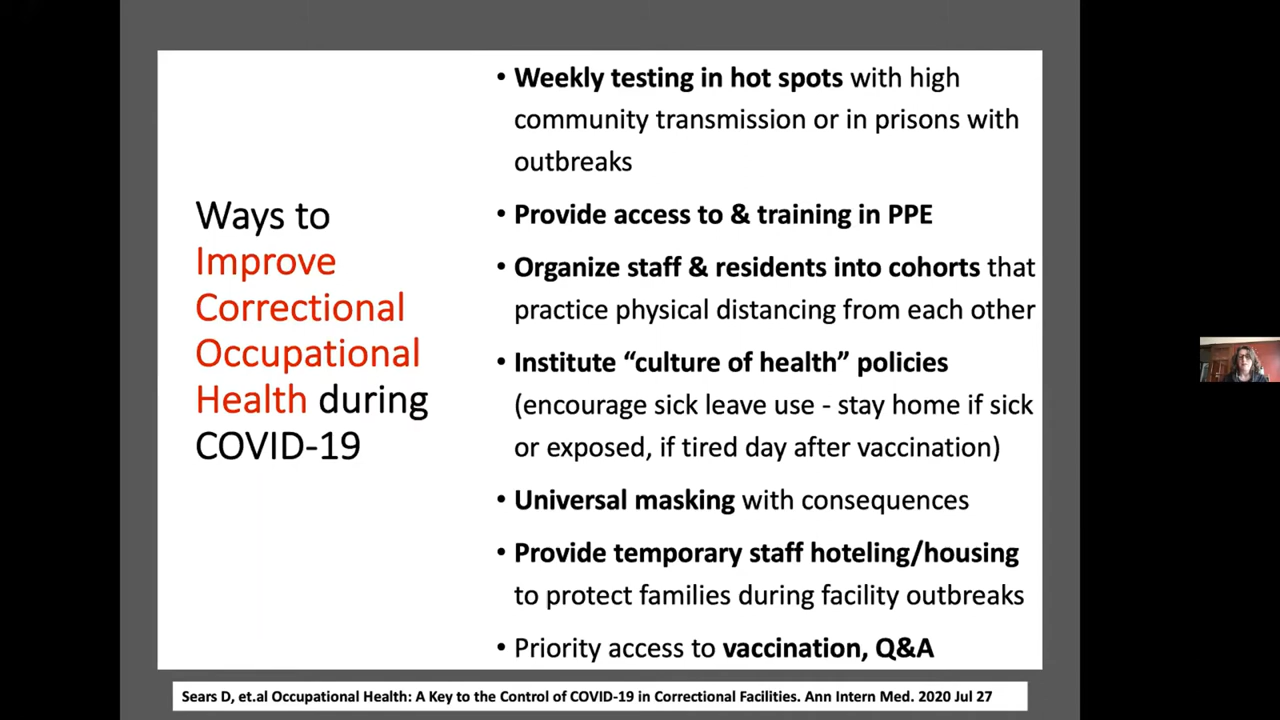 Ways to
Improve
Correctional
Occupational
Health during
COVID-19
• Weekly testing in hot spots with high
community transmission or in prisons with
outbreaks
• Provide access to & training in PPE
• Organize staff & residents into cohorts that
practice physical distancing from each other
• Institute “culture of health” policies
(encourage sick leave use - stay home if sick
or exposed, if tired day after vaccination)
• Universal masking with consequences
• Provide temporary staff hoteling/housing
to protect families during facility outbreaks
• Priority access to vaccination, Q&A
Sears D, et.al Occupational Health: A Key to the Control of COVID-19 in Correctional Facilities. Ann Intern Med. 2020 Jul 27